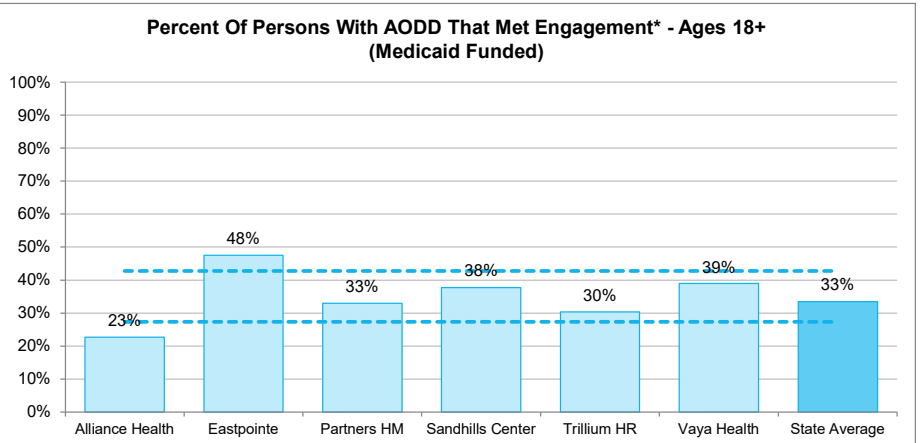 Percent Of Persons With AODD That Met Engagement* - Ages 18+
(Medicaid Funded)
100%
90%
80%
70%
60%
50%
40%
30%
20%
10%
0%
23%
48%
33%
38%
30%
39%
33%
Alliance Health
Eastpointe
Partners HM
Sandhills Center
Trillium HR
Vaya Health
State Average